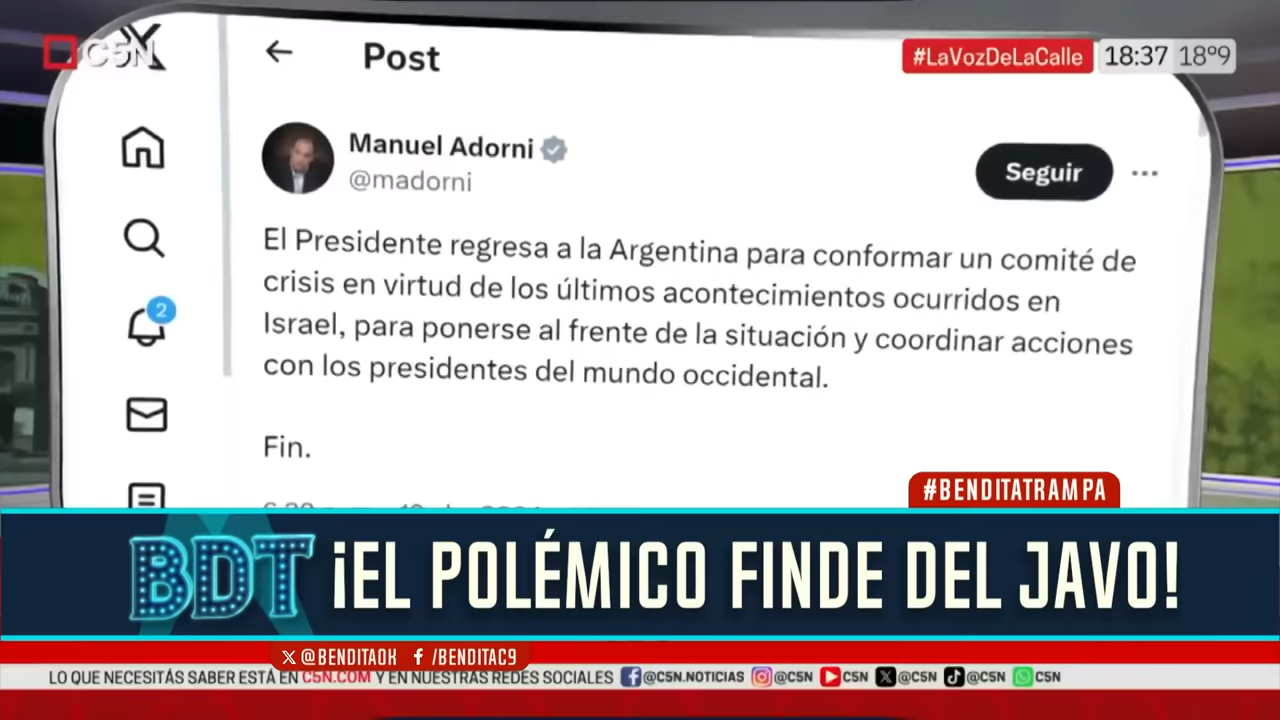 C5N
Post
#LaVozDeLaCalle
18:37
18º9
Manuel Adorni
@madorni
Seguir
El Presidente regresa a la Argentina para conformar un comité de
crisis en virtud de los últimos acontecimientos ocurridos en
Israel, para ponerse al frente de la situación y coordinar acciones
con los presidentes del mundo occidental.
Fin.
2
#BENDITATRAMPA
BDT ¡EL POLÉMICO FINDE DEL JAVO!
@BENDITAOK /BENDITAC9
LO QUE NECESITÁS SABER ESTÁ EN C5N.COM Y EN NUESTRAS REDES SOCIALES @C5N.NOTICIAS @C5N C5N @C5N @C5N C5N